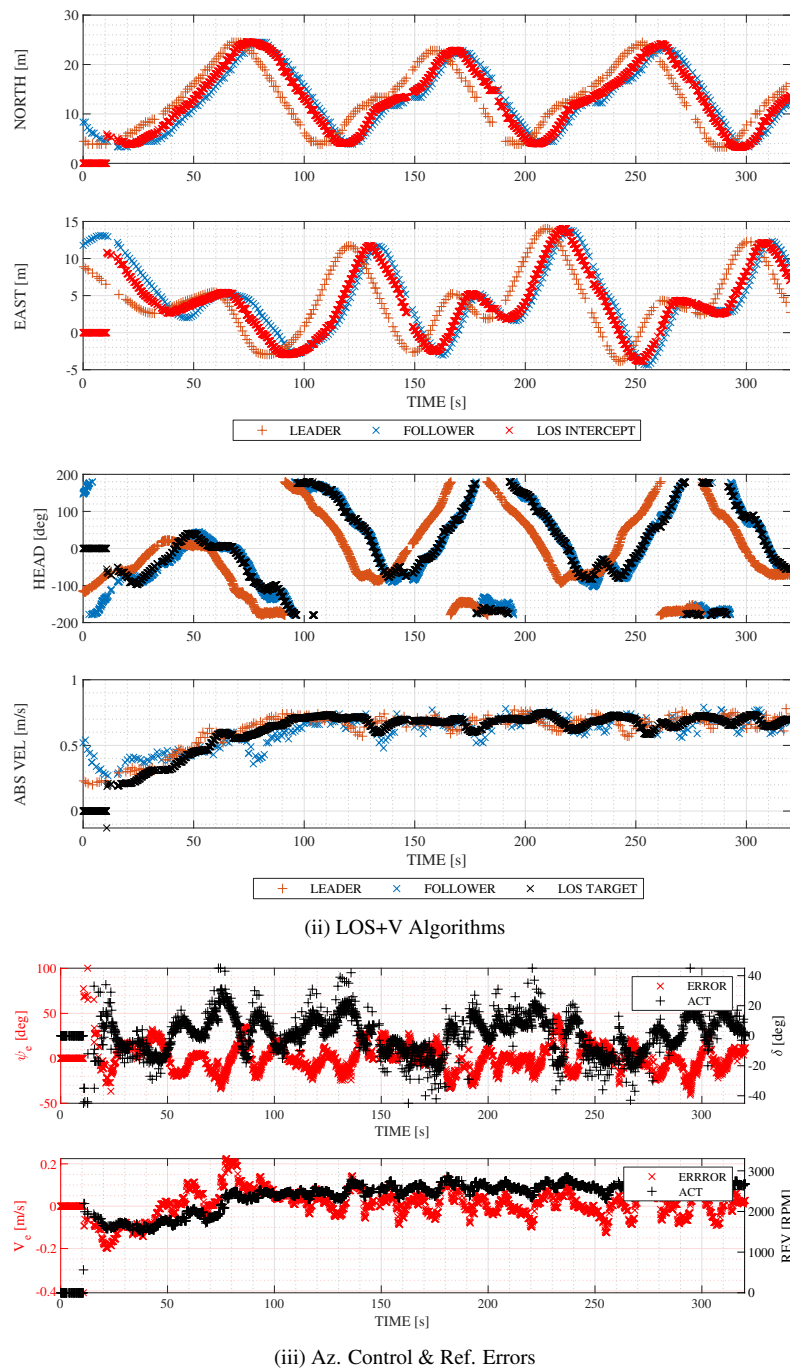 30
20
10
0
NORTH [m]
0 50 100 150 200 250 300
15
10
5
0
-5
EAST [m]
0 50 100 150 200 250 300
TIME [s]
LEADER FOLLOWER LOS INTERCEPT
200
100
0
-100
-200
HEAD [deg]
0 50 100 150 200 250 300
1
0.5
0
ABS VEL [m/s]
0 50 100 150 200 250 300
TIME [s]
LEADER FOLLOWER LOS TARGET
(ii) LOS+V Algorithms
100
50
0
-50
ψe [deg]
ERROR
ACT
40
20
0
-20
-40
δ [deg]
0 50 100 150 200 250 300
TIME [s]
0.2
0
-0.2
-0.4
Ve [m/s]
ERRROR
ACT
3000
2000
1000
0
REV [RPM]
0 50 100 150 200 250 300
TIME [s]
(iii) Az. Control & Ref. Errors